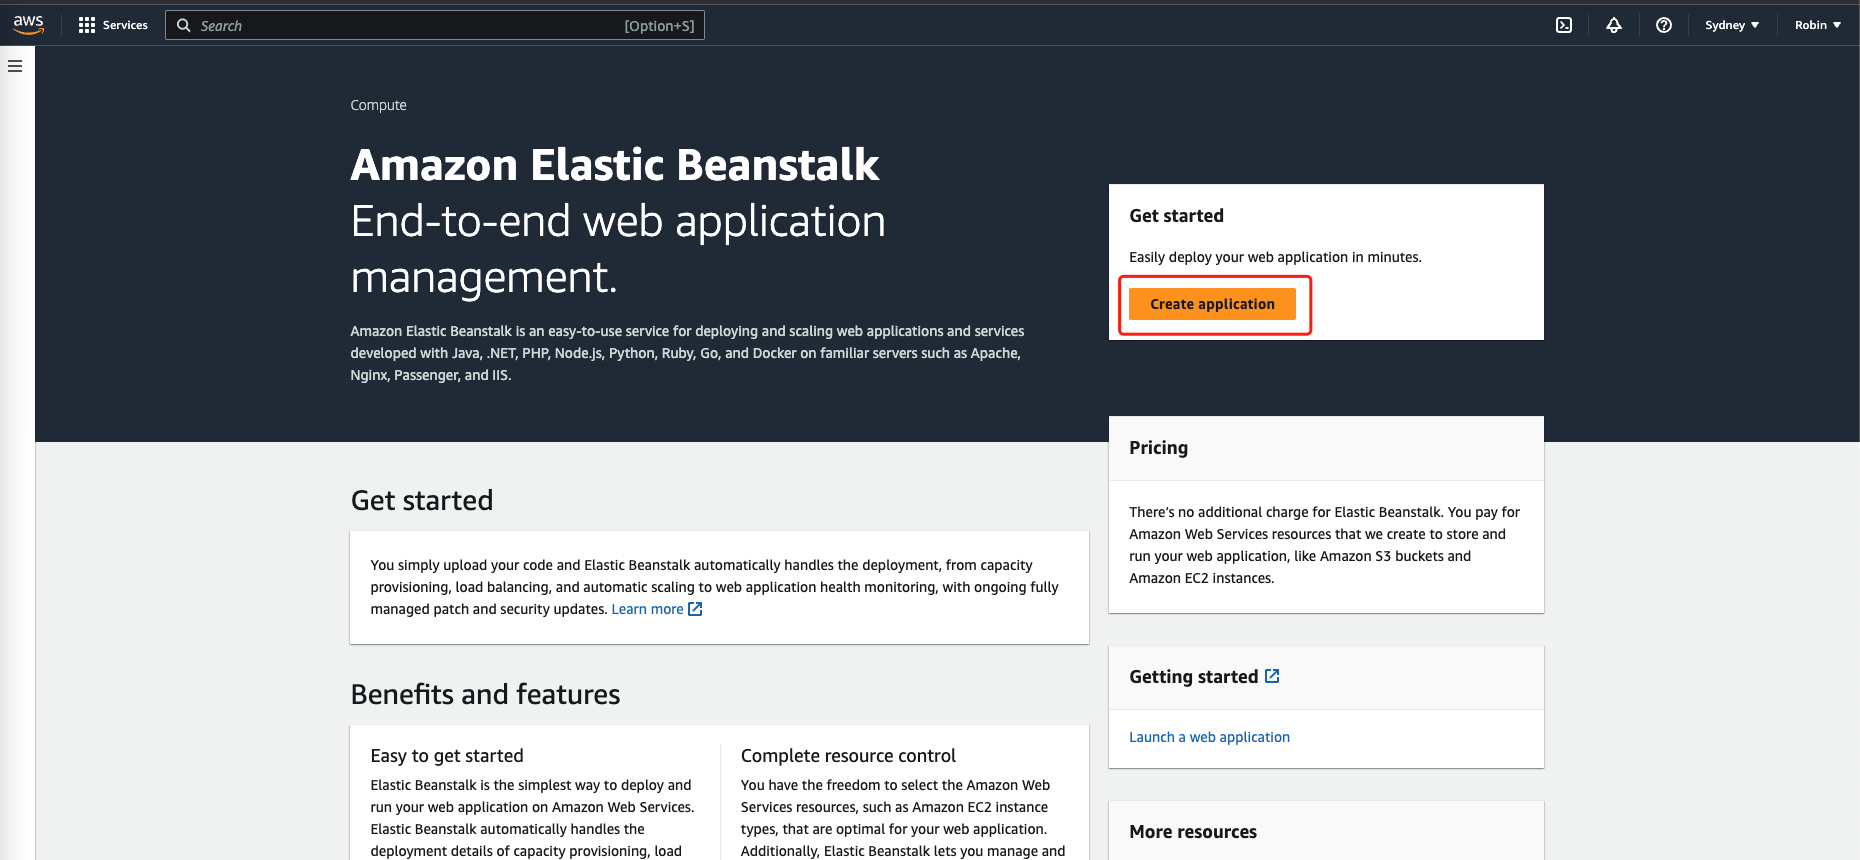 aws
Services
Search
[Option+S]
Sydney
Robin
Compute
Amazon Elastic Beanstalk
End-to-end web application
management.
Amazon Elastic Beanstalk is an easy-to-use service for deploying and scaling web applications and services
developed with Java, .NET, PHP, Node.js, Python, Ruby, Go, and Docker on familiar servers such as Apache,
Nginx, Passenger, and IIS.
Get started
Easily deploy your web application in minutes.
Create application
Pricing
There's no additional charge for Elastic Beanstalk. You pay for
Amazon Web Services resources that we create to store and
run your web application, like Amazon S3 buckets and
Amazon EC2 instances.
Get started
You simply upload your code and Elastic Beanstalk automatically handles the deployment, from capacity
provisioning, load balancing, and automatic scaling to web application health monitoring, with ongoing fully
managed patch and security updates. Learn more
Getting started
Launch a web application
Benefits and features
Easy to get started
Elastic Beanstalk is the simplest way to deploy and
run your web application on Amazon Web Services.
Elastic Beanstalk automatically handles the
deployment details of capacity provisioning, load
Complete resource control
You have the freedom to select the Amazon Web
Services resources, such as Amazon EC2 instance
types, that are optimal for your web application.
Additionally, Elastic Beanstalk lets you manage and
More resources